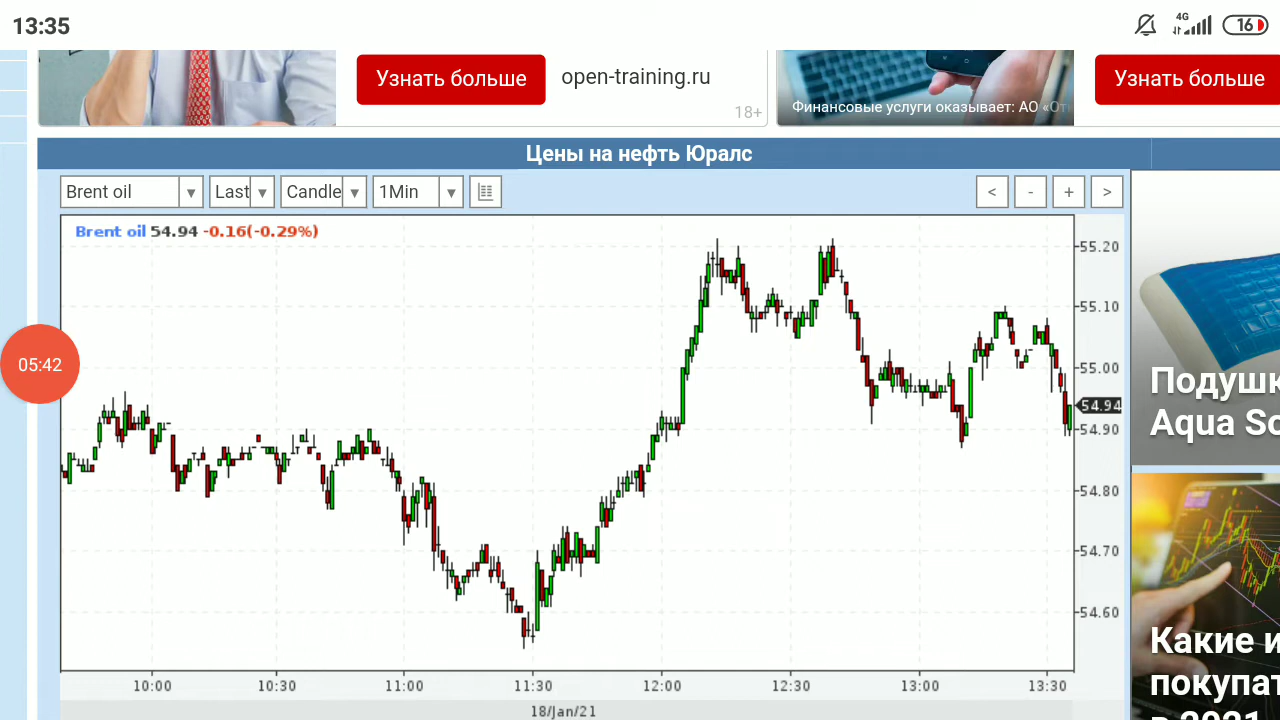 13:35
4G
16
Узнать больше
open-training.ru
18+
Финансовые услуги оказывает: АО «От
Узнать больше
Цены на нефть Юралс
Brent oil
Last
Candle
1Min
<
-
+
>
Brent oil 54.94 -0.16(-0.29%)
55.20
55.10
55.00
54.94
54.90
54.80
54.70
54.60
05:42
10:00
10:30
11:00
11:30
12:00
12:30
13:00
13:30
18/Jan/21
Подушк
Aqua So
Какие и
покупат
в 2021